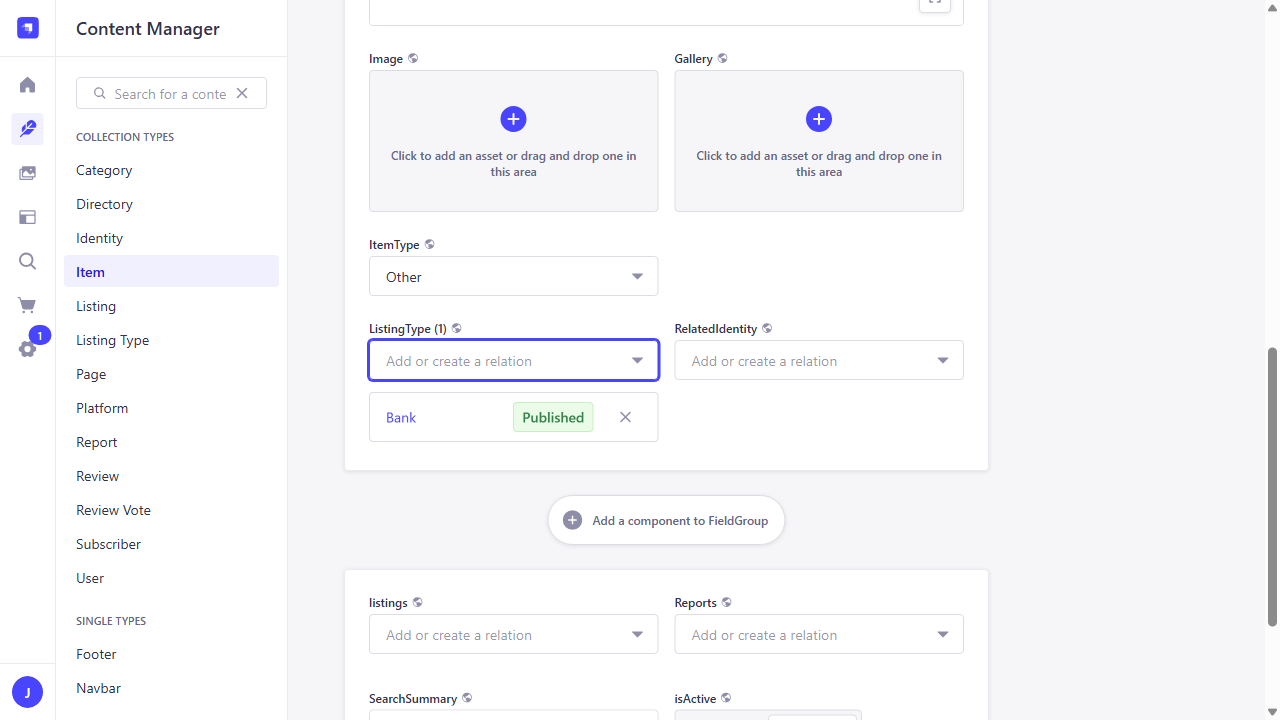 Content Manager
Search for a conte
COLLECTION TYPES
Category
Directory
Identity
Item
Listing
Listing Type
Page
Platform
Report
Review
Review Vote
Subscriber
User
SINGLE TYPES
Footer
Navbar
1
J
Image
Gallery
Click to add an asset or drag and drop one in
this area
Click to add an asset or drag and drop one in
this area
ItemType
Other
ListingType (1)
RelatedIdentity
Add or create a relation
Add or create a relation
Bank
Published
Add a component to FieldGroup
listings
Reports
Add or create a relation
Add or create a relation
SearchSummary
isActive